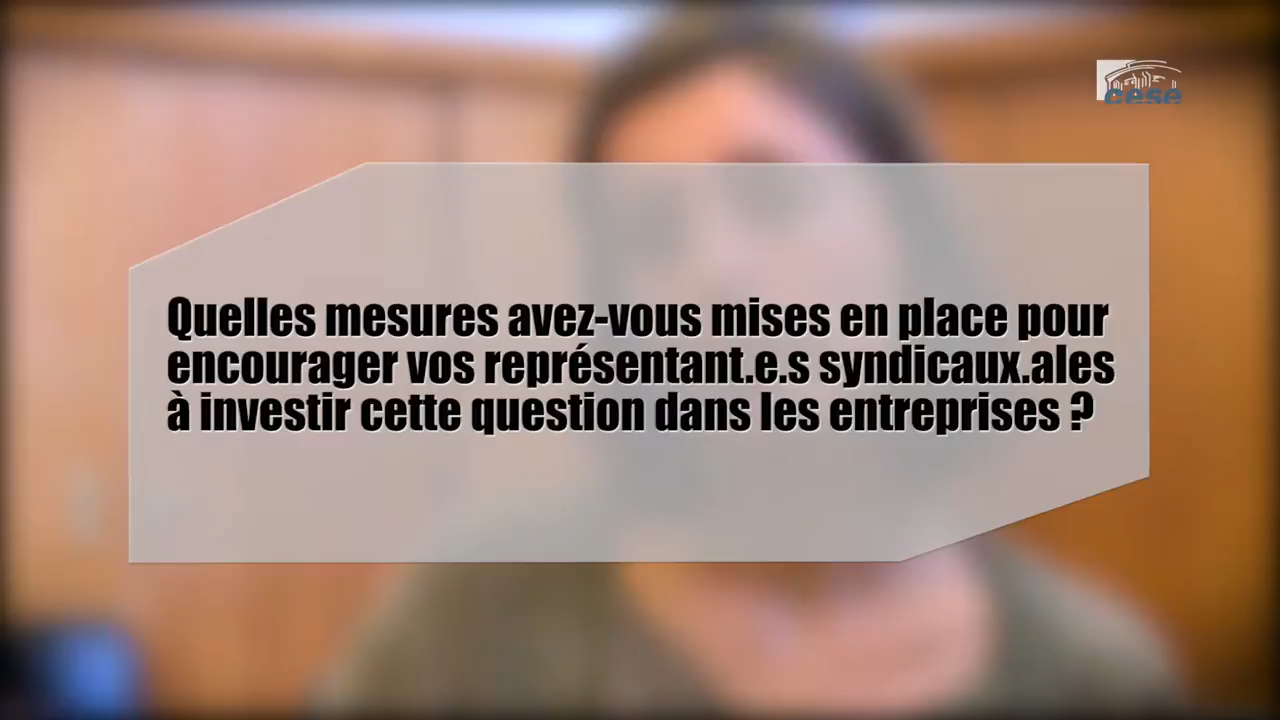 cese
Quelles mesures avez-vous mises en place pour
encourager vos représentant.e.s syndicaux.ales
à investir cette question dans les entreprises ?